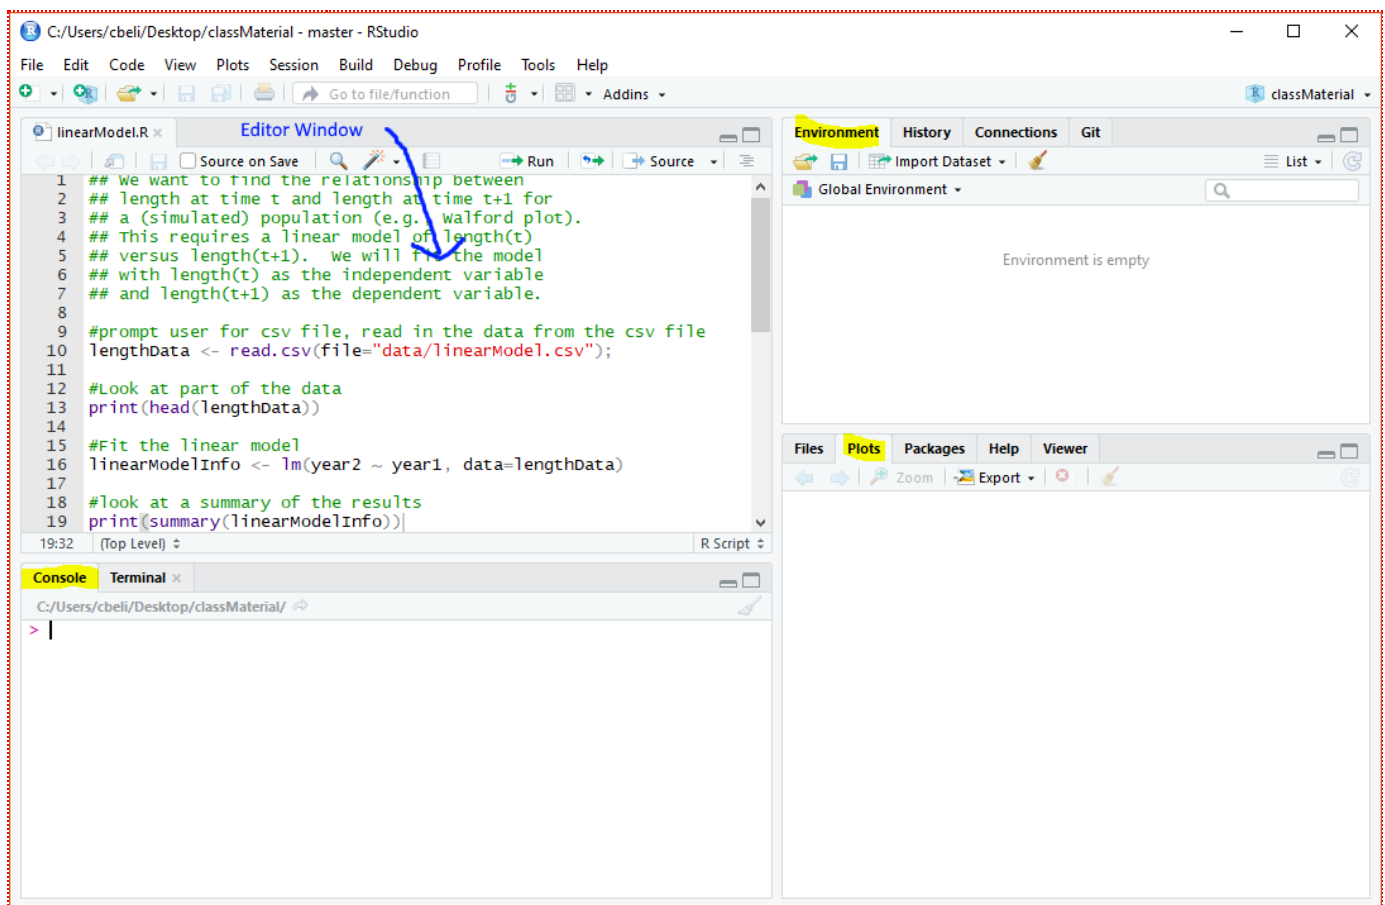 C:/Users/cbeli/Desktop/classMaterial - master - RStudio
File Edit Code View Plots Session Build Debug Profile Tools Help
Go to file/function Addins classMaterial
linearModel.R
Editor Window
Source on Save Run Source
1 ## We want to find the relationship between
2 ## length at time t and length at time t+1 for
3 ## a (simulated) population (e.g., Walford plot).
4 ## This requires a linear model of length(t)
5 ## versus length(t+1). We will fit the model
6 ## with length(t) as the independent variable
7 ## and length(t+1) as the dependent variable.
8
9 #prompt user for csv file, read in the data from the csv file
10 lengthData <- read.csv(file="data/linearModel.csv");
11
12 #Look at part of the data
13 print(head(lengthData))
14
15 #Fit the linear model
16 linearModelInfo <- lm(year2 ~ year1, data=lengthData)
17
18 #look at a summary of the results
19 print(summary(linearModelInfo))
19:32 (Top Level) R Script
Console Terminal
C:/Users/cbeli/Desktop/classMaterial/
>
Environment History Connections Git
Import Dataset List
Global Environment
Environment is empty
Files Plots Packages Help Viewer
Zoom Export